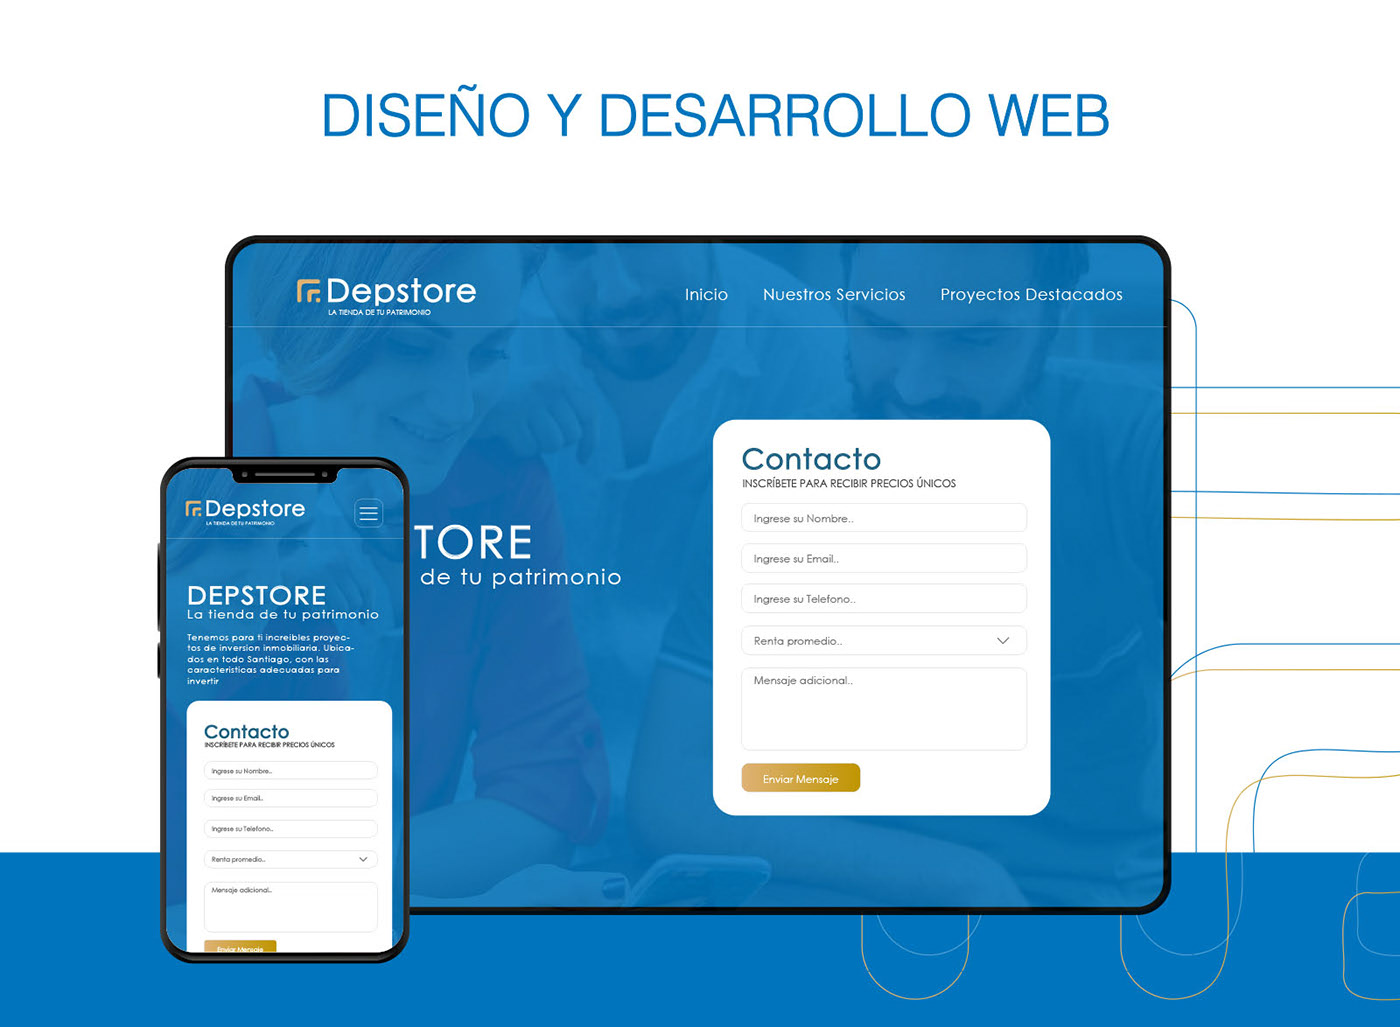 DISEÑO Y DESARROLLO WEB
Depstore
LA TIENDA DE TU PATRIMONIO
Inicio
Nuestros Servicios
Proyectos Destacados
TORE
de tu patrimonio
Contacto
INSCRÍBETE PARA RECIBIR PRECIOS ÚNICOS
Ingrese su Nombre..
Ingrese su Email..
Ingrese su Telefono..
Renta promedio..
Mensaje adicional..
Enviar Mensaje
Depstore
LA TIENDA DE TU PATRIMONIO
DEPSTORE
La tienda de tu patrimonio
Tenemos para ti increibles proyec-
tos de inversion inmobiliaria. Ubica-
dos en todo Santiago, con las
caracteristicas adecuadas para
invertir
Contacto
INSCRÍBETE PARA RECIBIR PRECIOS ÚNICOS
Ingrese su Nombre..
Ingrese su Email..
Ingrese su Telefono..
Renta promedio..
Mensaje adicional..
Enviar Mensaje